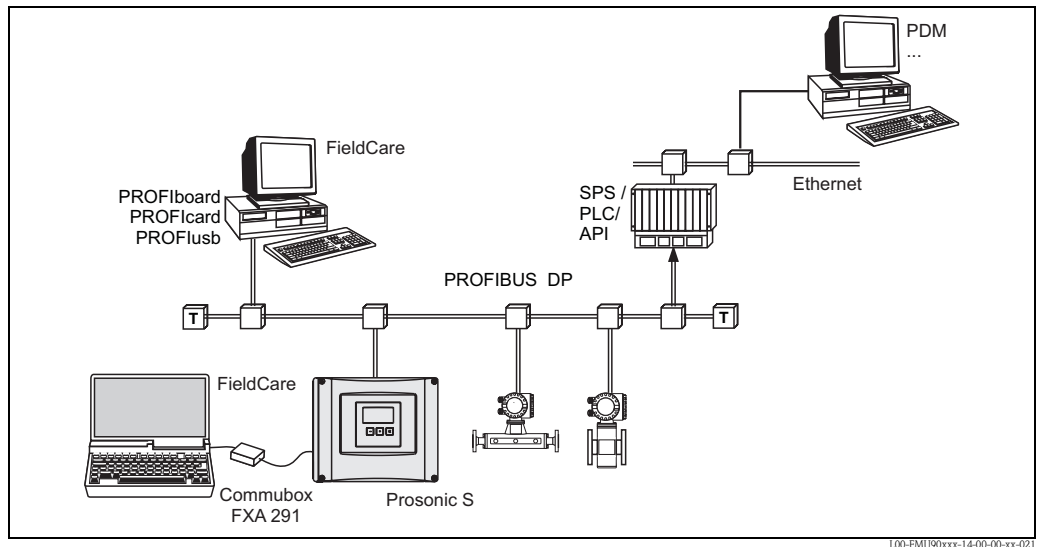 PDM
...
FieldCare
PROFIboard
PROFIcard
PROFIusb
Ethernet
SPS /
PLC/
API
PROFIBUS DP
T
T
FieldCare
Commubox
FXA 291
Prosonic S
L00-FMU90xxx-14-00-00-xx-021